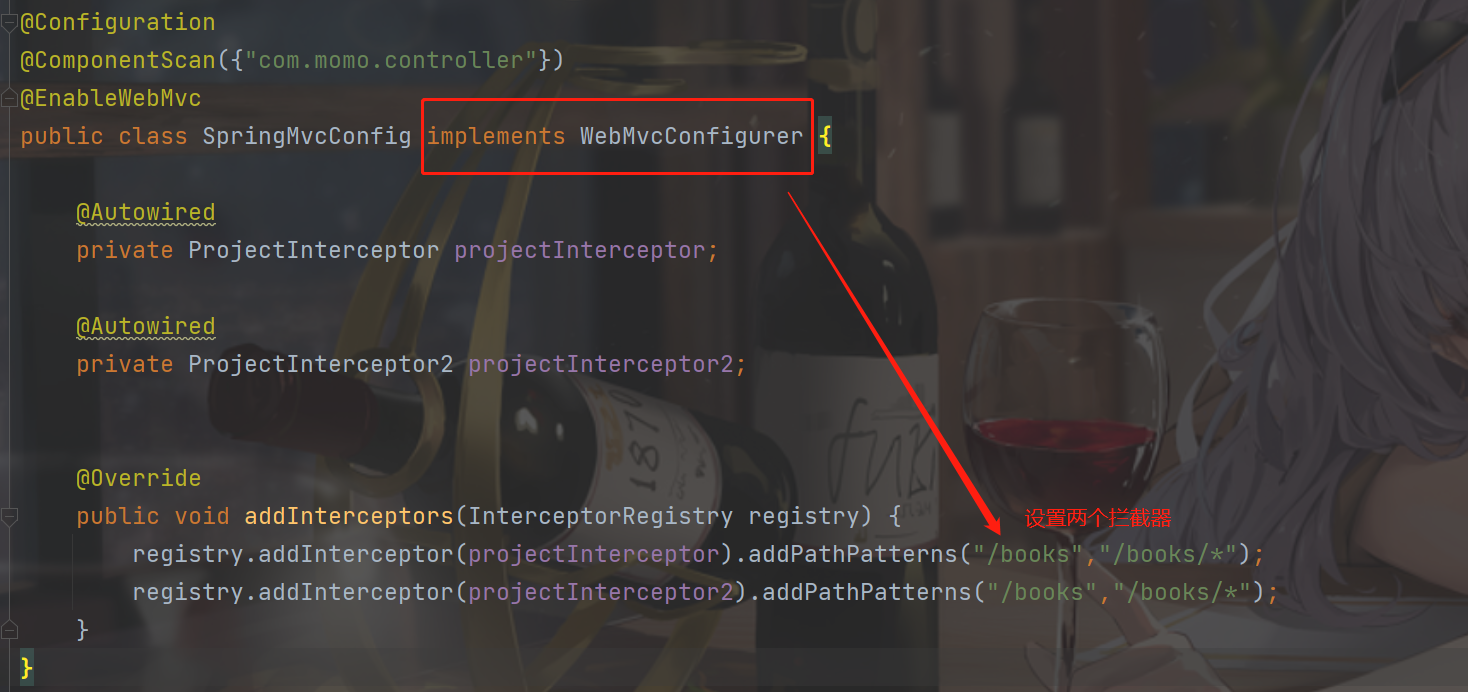 @Configuration
@ComponentScan({"com.momo.controller"})
@EnableWebMvc
public class SpringMvcConfig implements WebMvcConfigurer {
@Autowired
private ProjectInterceptor projectInterceptor;
@Autowired
private ProjectInterceptor2 projectInterceptor2;
1870
@Override
public void addInterceptors(InterceptorRegistry registry) {
设置两个拦截器
registry.addInterceptor(projectInterceptor).addPathPatterns("/books","/books/*");
registry.addInterceptor(projectInterceptor2).addPathPatterns("/books","/books/*");
}
}